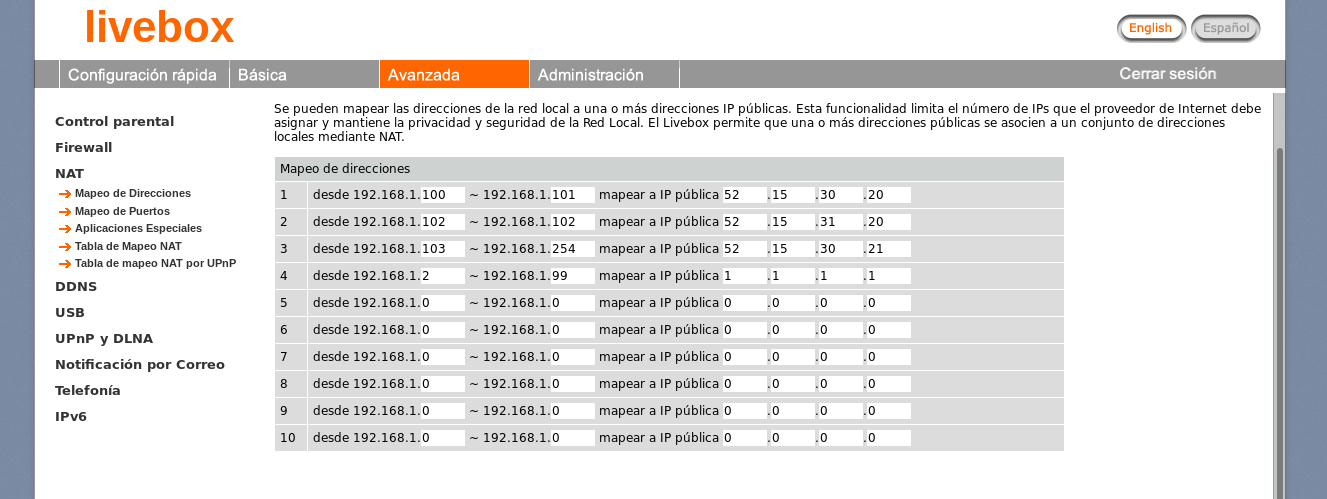 livebox
English Español
Configuración rápida Básica Avanzada Administración Cerrar sesión
Control parental
Firewall
NAT
Mapeo de Direcciones
Mapeo de Puertos
Aplicaciones Especiales
Tabla de Mapeo NAT
Tabla de mapeo NAT por UPnP
DDNS
USB
UPnP y DLNA
Notificación por Correo
Telefonía
IPv6
Se pueden mapear las direcciones de la red local a una o más direcciones IP públicas. Esta funcionalidad limita el número de IPs que el proveedor de Internet debe
asignar y mantiene la privacidad y seguridad de la Red Local. El Livebox permite que una o más direcciones públicas se asocien a un conjunto de direcciones
locales mediante NAT.
Mapeo de direcciones
1 desde 192.168.1.100 ~ 192.168.1.101 mapear a IP pública 52 .15 .30 .20
2 desde 192.168.1.102 ~ 192.168.1.102 mapear a IP pública 52 .15 .31 .20
3 desde 192.168.1.103 ~ 192.168.1.254 mapear a IP pública 52 .15 .30 .21
4 desde 192.168.1.2 ~ 192.168.1.99 mapear a IP pública 1 .1 .1 .1
5 desde 192.168.1.0 ~ 192.168.1.0 mapear a IP pública 0 .0 .0 .0
6 desde 192.168.1.0 ~ 192.168.1.0 mapear a IP pública 0 .0 .0 .0
7 desde 192.168.1.0 ~ 192.168.1.0 mapear a IP pública 0 .0 .0 .0
8 desde 192.168.1.0 ~ 192.168.1.0 mapear a IP pública 0 .0 .0 .0
9 desde 192.168.1.0 ~ 192.168.1.0 mapear a IP pública 0 .0 .0 .0
10 desde 192.168.1.0 ~ 192.168.1.0 mapear a IP pública 0 .0 .0 .0